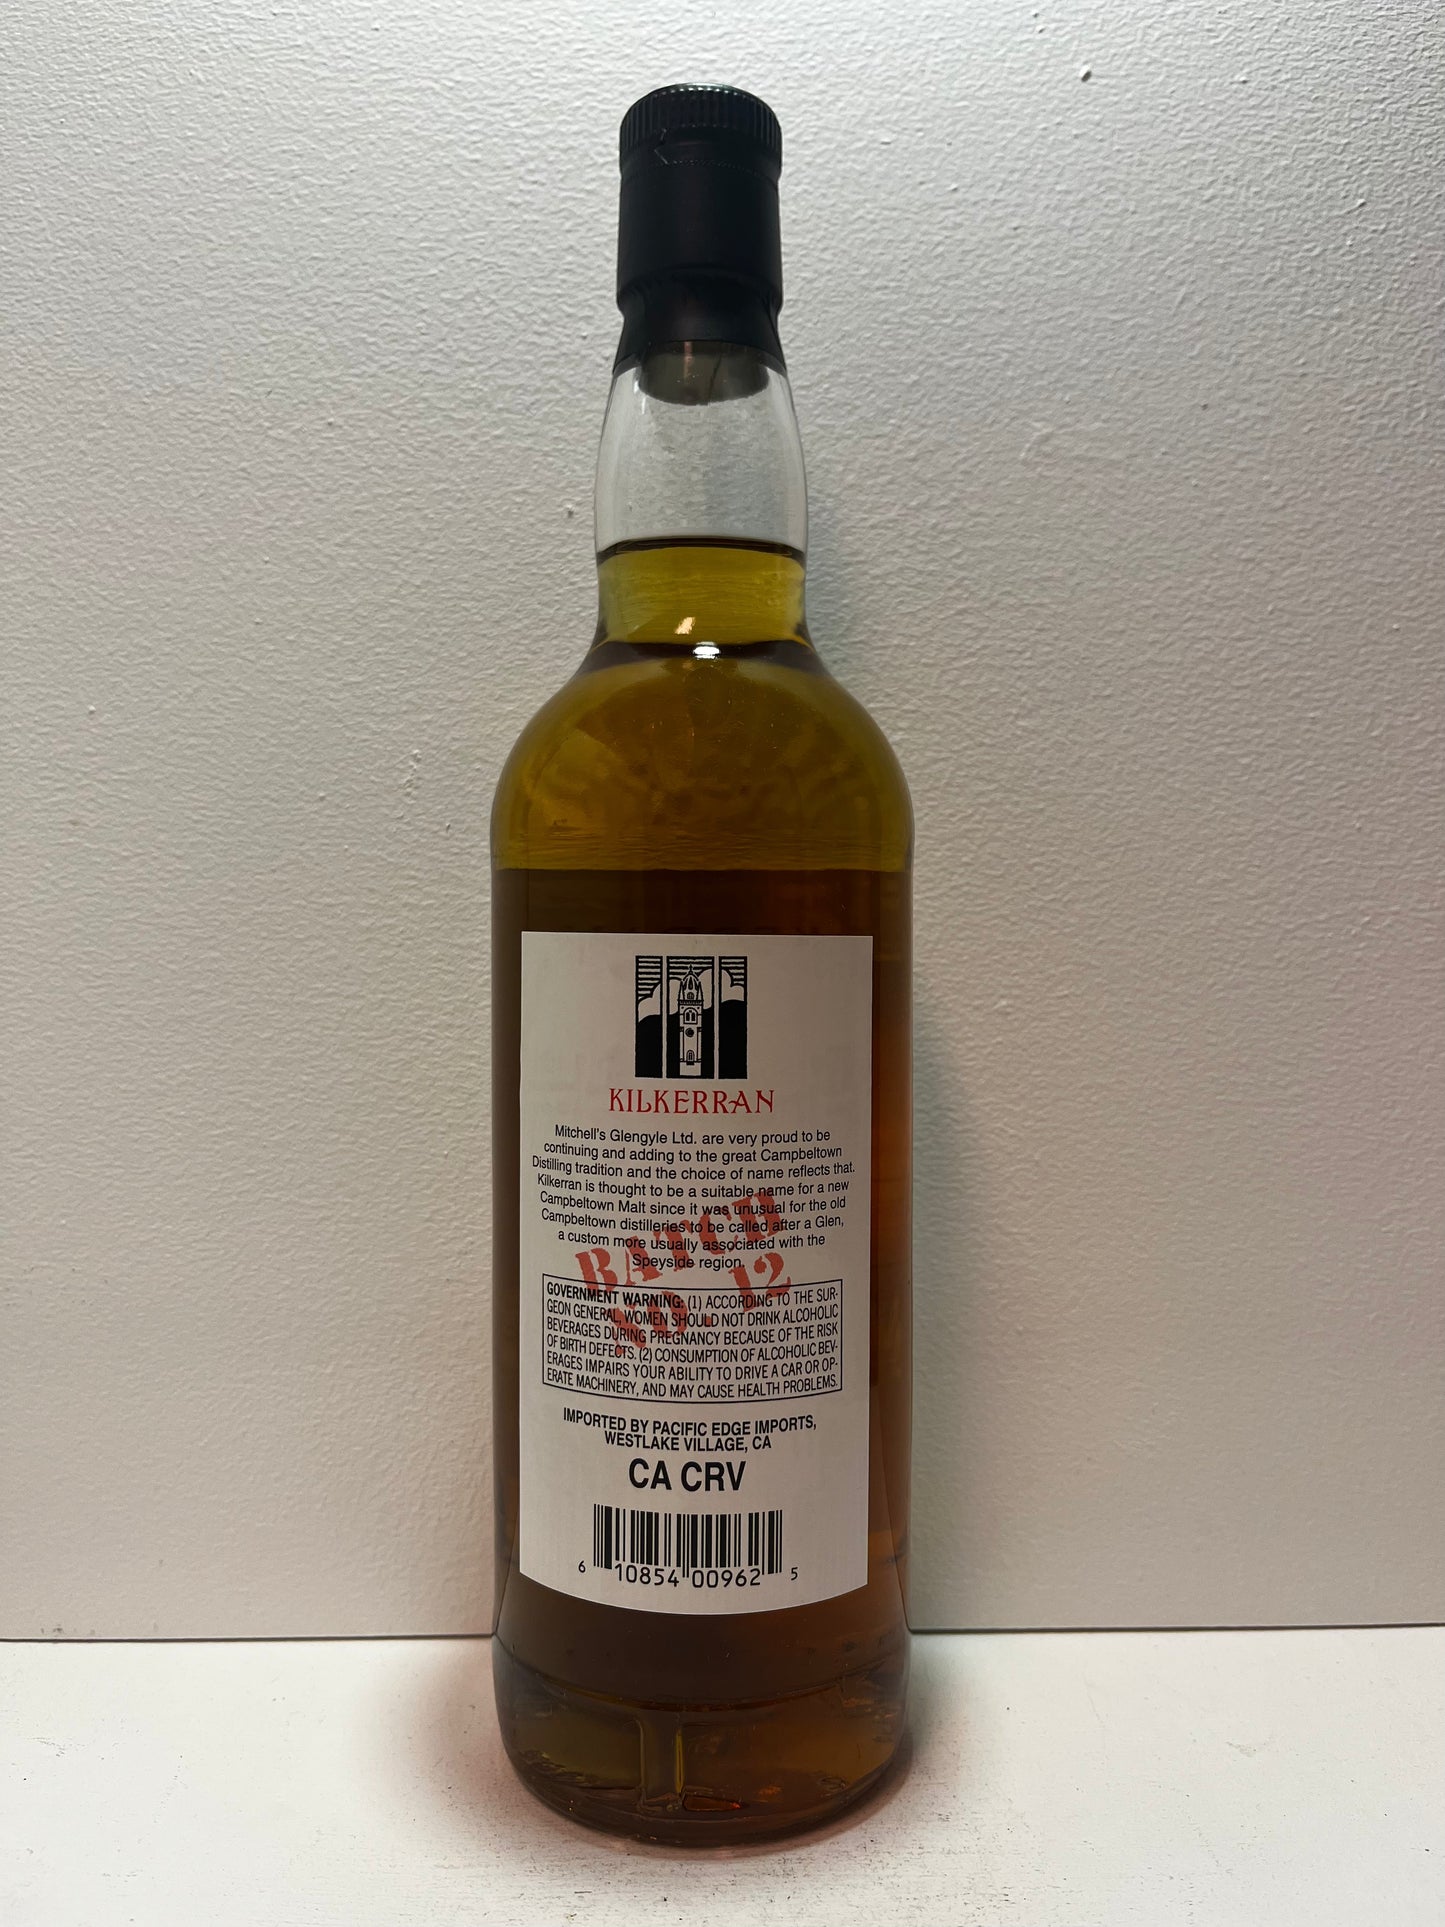 KILKERRAN
Mitchell's Glengyle Ltd. are very proud to be
continuing and adding to the great Campbeltown
Distilling tradition and the choice of name reflects that.
Kilkerran is thought to be a suitable name for a new
Campbeltown Malt since it was unusual for the old
Campbeltown distilleries to be called after a Glen,
a custom more usually associated with the
Speyside region.
BATCH
NO. 12
GOVERNMENT WARNING: (1) ACCORDING TO THE SUR-
GEON GENERAL, WOMEN SHOULD NOT DRINK ALCOHOLIC
BEVERAGES DURING PREGNANCY BECAUSE OF THE RISK
OF BIRTH DEFECTS. (2) CONSUMPTION OF ALCOHOLIC BEV-
ERAGES IMPAIRS YOUR ABILITY TO DRIVE A CAR OR OP-
ERATE MACHINERY, AND MAY CAUSE HEALTH PROBLEMS.
IMPORTED BY PACIFIC EDGE IMPORTS,
WESTLAKE VILLAGE, CA
CA CRV
6 10854 00962 5